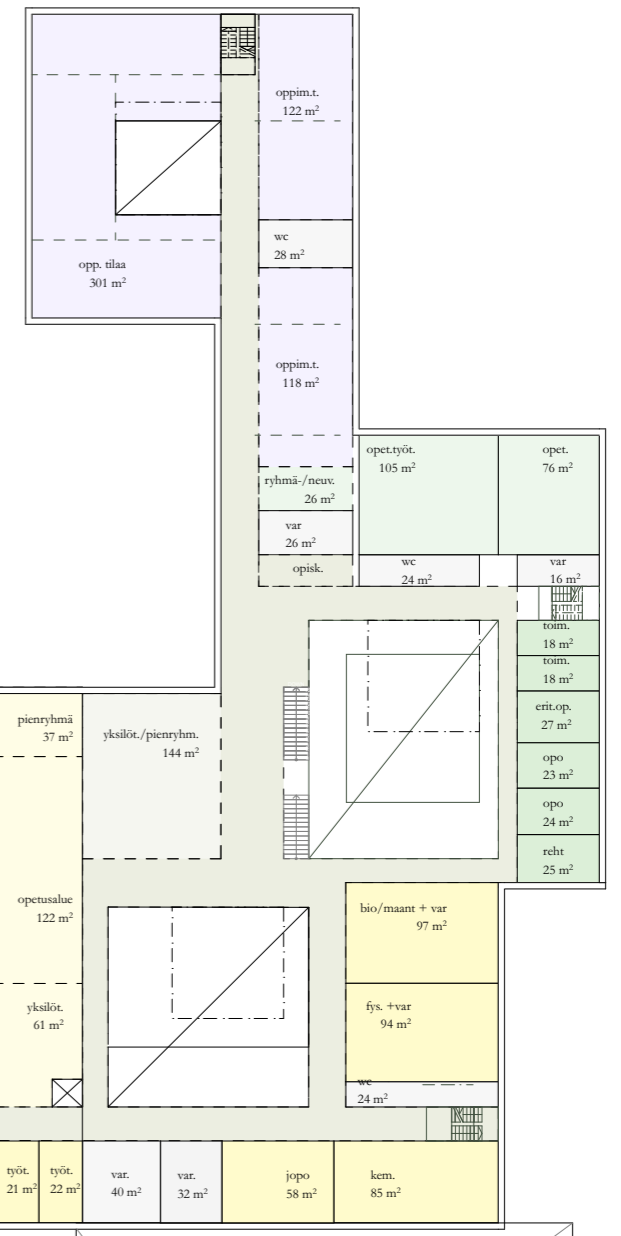 oppim.t.
122 m²
wc
28 m²
opp. tilaa
301 m²
oppim.t.
118 m²
opet.työt.
105 m²
opet.
76 m²
ryhmä-/neuv.
26 m²
var
26 m²
opisk.
wc
24 m²
var
16 m²
toim.
18 m²
toim.
18 m²
erit.op.
27 m²
opo
23 m²
opo
24 m²
reht
25 m²
pienryhmä
37 m²
yksilöt./pienryhm.
144 m²
opetusalue
122 m²
bio/maant + var
97 m²
yksilöt.
61 m²
fys. +var
94 m²
wc
24 m²
työt.
21 m²
työt.
22 m²
var.
40 m²
var.
32 m²
jopo
58 m²
kem.
85 m²